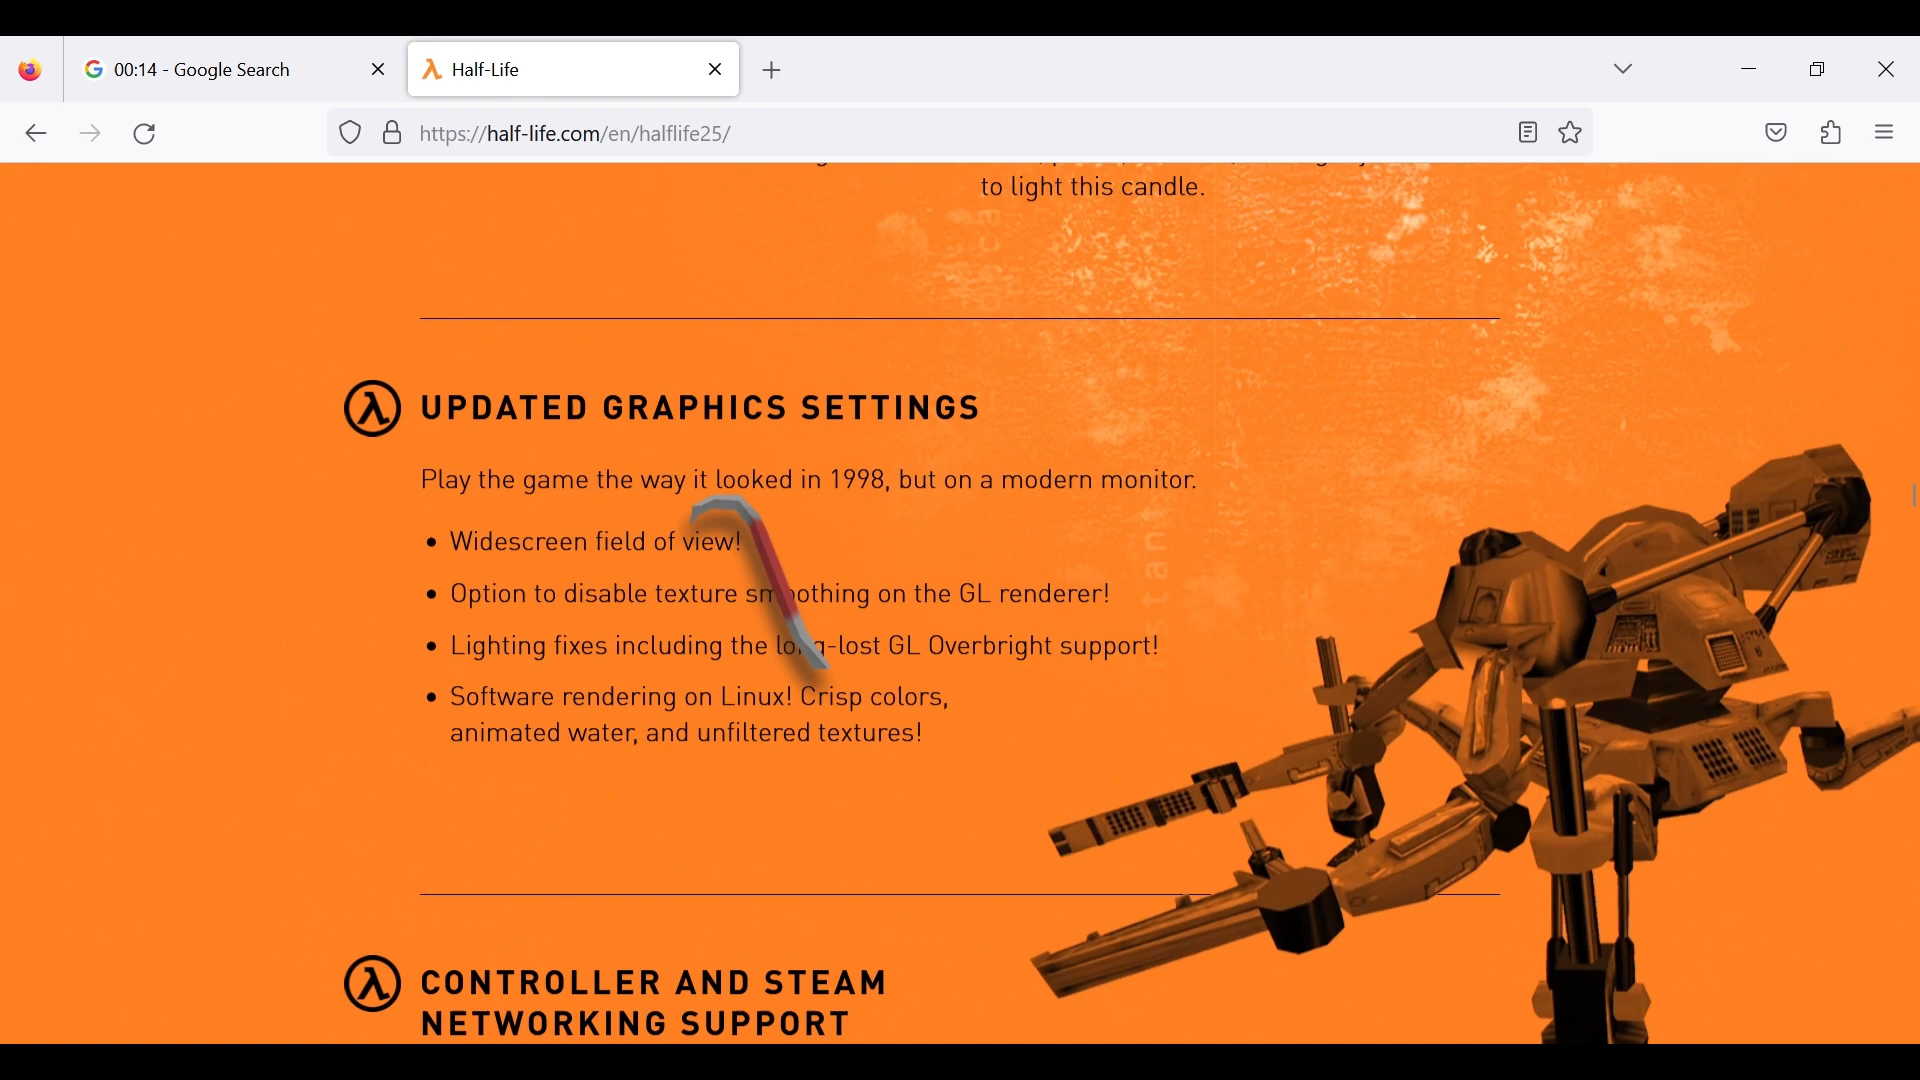 00:14 - Google Search
Half-Life
https://half-life.com/en/halflife25/
to light this candle.
UPDATED GRAPHICS SETTINGS
Play the game the way it looked in 1998, but on a modern monitor.
Widescreen field of view!
Option to disable texture smoothing on the GL renderer!
Lighting fixes including the long-lost GL Overbright support!
Software rendering on Linux! Crisp colors,
animated water, and unfiltered textures!
CONTROLLER AND STEAM
NETWORKING SUPPORT